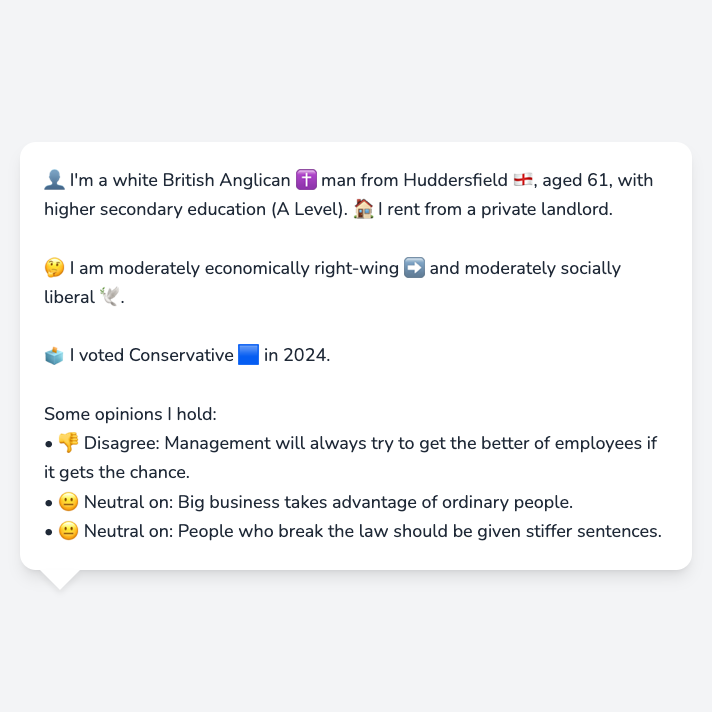 👤 I'm a white British Anglican ✝️ man from Huddersfield 🏴󠁧󠁢󠁥󠁮󠁧󠁿, aged 61, with
higher secondary education (A Level). 🏠 I rent from a private landlord.
🤔 I am moderately economically right-wing ➡️ and moderately socially
liberal 🕊️.
🗳️ I voted Conservative 🟦 in 2024.
Some opinions I hold:
• 👎 Disagree: Management will always try to get the better of employees if
it gets the chance.
• 😐 Neutral on: Big business takes advantage of ordinary people.
• 😐 Neutral on: People who break the law should be given stiffer sentences.